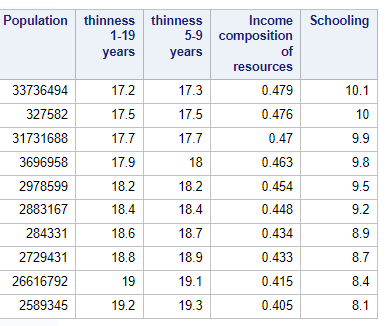 Population thinness 1-19 years thinness 5-9 years Income composition of resources Schooling
33736494 17.2 17.3 0.479 10.1
327582 17.5 17.5 0.476 10
31731688 17.7 17.7 0.47 9.9
3696958 17.9 18 0.463 9.8
2978599 18.2 18.2 0.454 9.5
2883167 18.4 18.4 0.448 9.2
284331 18.6 18.7 0.434 8.9
2729431 18.8 18.9 0.433 8.7
26616792 19 19.1 0.415 8.4
2589345 19.2 19.3 0.405 8.1